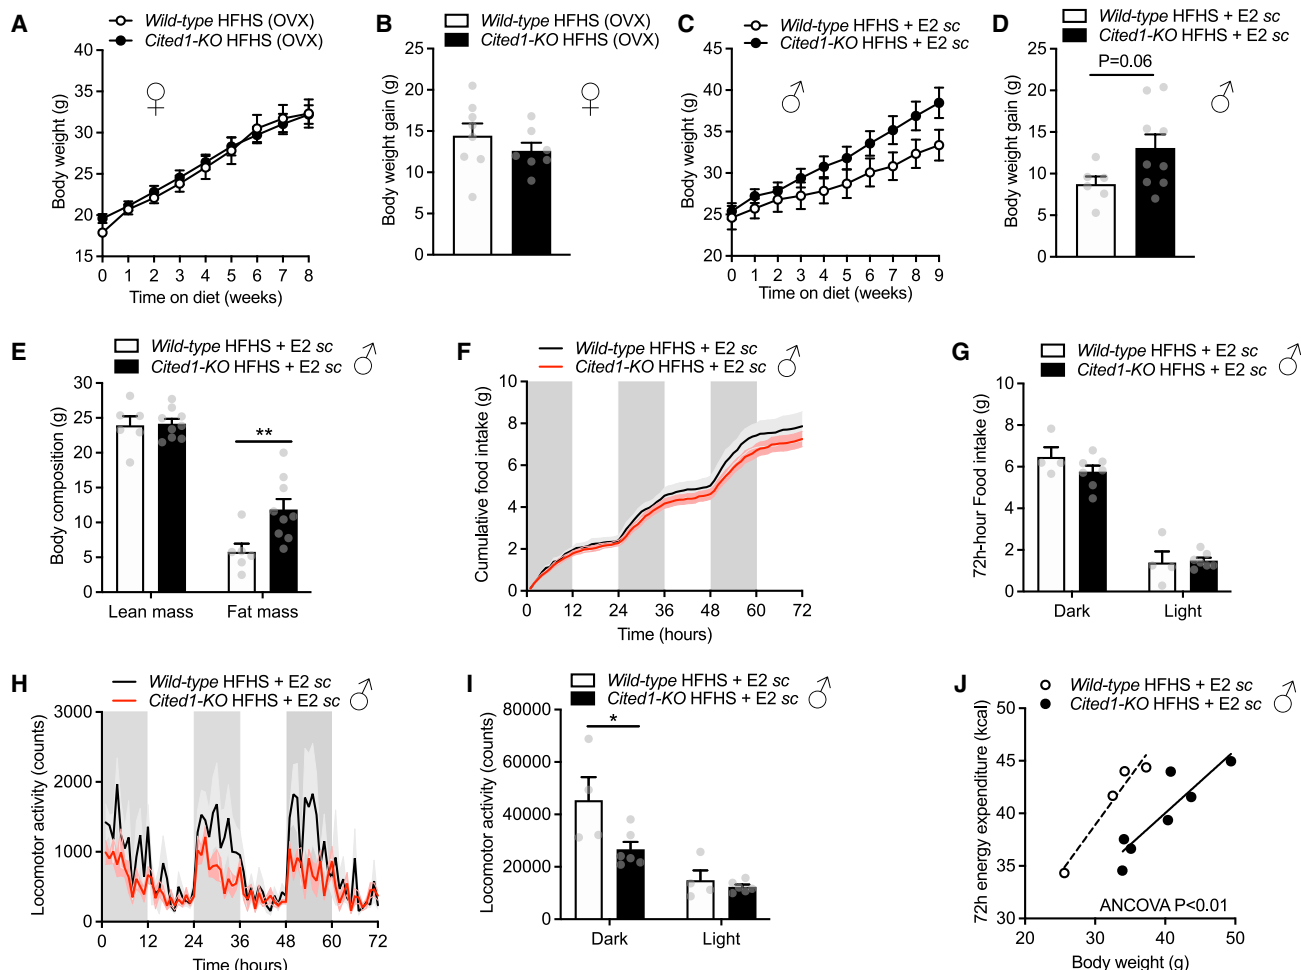 A
Wild-type HFHS (OVX)
Cited1-KO HFHS (OVX)
Body weight (g)
40
35
30
25
20
15
0 1 2 3 4 5 6 7 8
Time on diet (weeks)
♀
B
Wild-type HFHS (OVX)
Cited1-KO HFHS (OVX)
Body weight gain (g)
25
20
15
10
5
0
♀
C
Wild-type HFHS + E2 sc
Cited1-KO HFHS + E2 sc
Body weight (g)
45
40
35
30
25
20
0 1 2 3 4 5 6 7 8 9
Time on diet (weeks)
♂
D
Wild-type HFHS + E2 sc
Cited1-KO HFHS + E2 sc
P=0.06
Body weight gain (g)
25
20
15
10
5
0
♂
E
Wild-type HFHS + E2 sc
Cited1-KO HFHS + E2 sc
♂
Body composition (g)
30
25
20
15
10
5
0
**
Lean mass Fat mass
F
Wild-type HFHS + E2 sc
Cited1-KO HFHS + E2 sc
♂
Cumulative food intake (g)
10
8
6
4
2
0
0 12 24 36 48 60 72
Time (hours)
G
Wild-type HFHS + E2 sc
Cited1-KO HFHS + E2 sc
♂
72h-hour Food intake (g)
10
8
6
4
2
0
Dark Light
H
Wild-type HFHS + E2 sc
Cited1-KO HFHS + E2 sc
♂
Locomotor activity (counts)
3000
2000
1000
0
0 12 24 36 48 60 72
Time (hours)
I
Wild-type HFHS + E2 sc
Cited1-KO HFHS + E2 sc
♂
Locomotor activity (counts)
80000
60000
40000
20000
0
*
Dark Light
J
Wild-type HFHS + E2 sc
Cited1-KO HFHS + E2 sc
♂
72h energy expenditure (kcal)
50
45
40
35
30
ANCOVA P<0.01
20 30 40 50
Body weight (g)